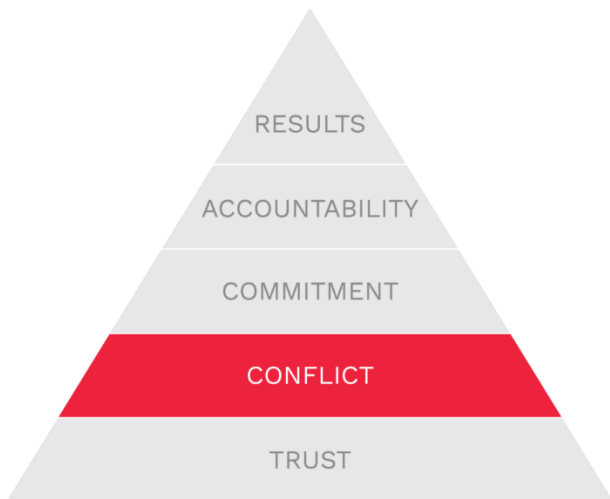 RESULTS
ACCOUNTABILITY
COMMITMENT
CONFLICT
TRUST